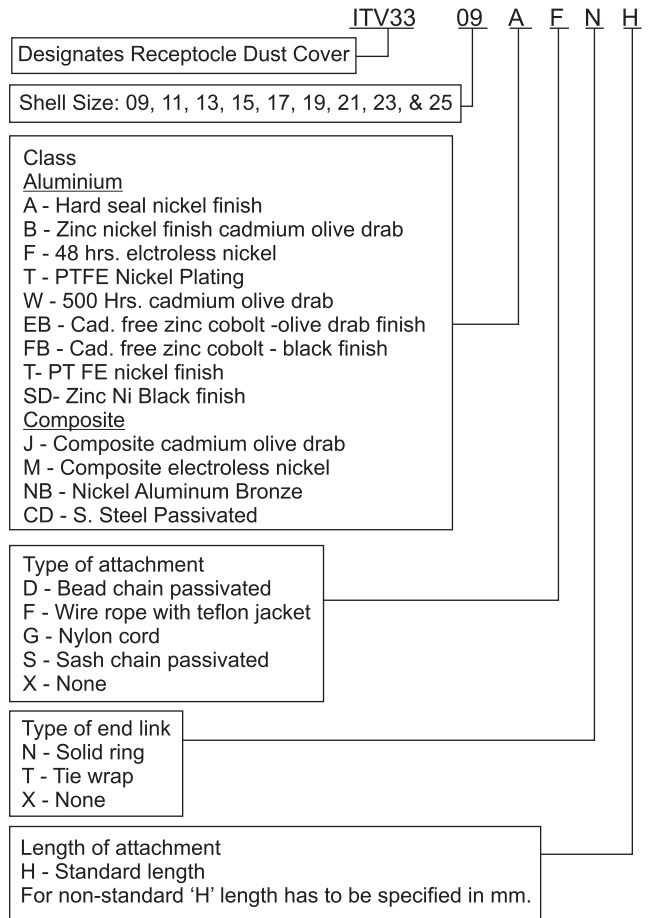 ITV33 09 A F N H
Designates Receptocle Dust Cover
Shell Size: 09, 11, 13, 15, 17, 19, 21, 23, & 25
Class
Aluminium
A - Hard seal nickel finish
B - Zinc nickel finish cadmium olive drab
F - 48 hrs. elctroless nickel
T - PTFE Nickel Plating
W - 500 Hrs. cadmium olive drab
EB - Cad. free zinc cobolt -olive drab finish
FB - Cad. free zinc cobolt - black finish
T- PT FE nickel finish
SD- Zinc Ni Black finish
Composite
J - Composite cadmium olive drab
M - Composite electroless nickel
NB - Nickel Aluminum Bronze
CD - S. Steel Passivated
Type of attachment
D - Bead chain passivated
F - Wire rope with teflon jacket
G - Nylon cord
S - Sash chain passivated
X - None
Type of end link
N - Solid ring
T - Tie wrap
X - None
Length of attachment
H - Standard length
For non-standard ‘H’ length has to be specified in mm.